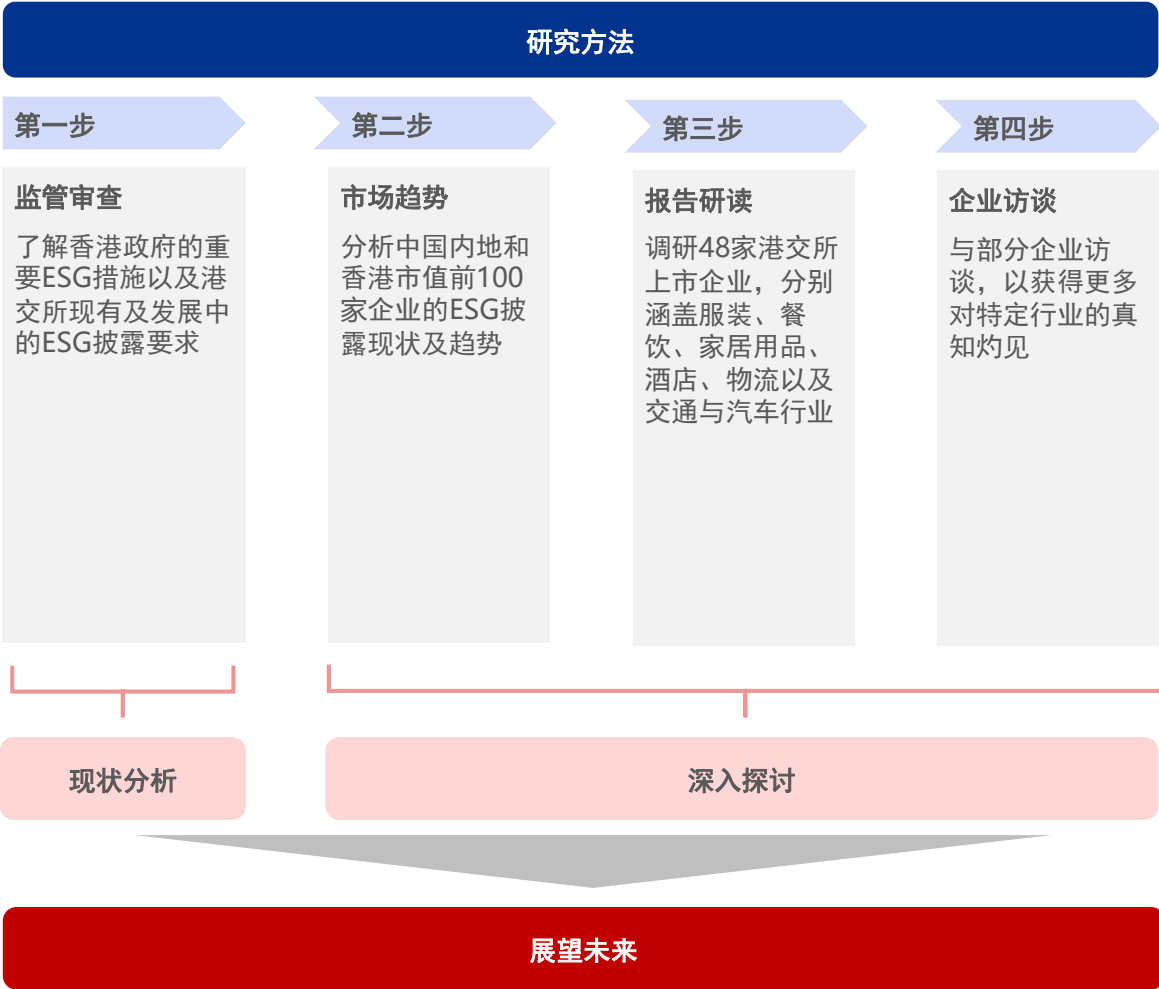 研究方法
第一步
监管审查
了解香港政府的重
要ESG措施以及港
交所现有及发展中
的ESG披露要求
第二步
市场趋势
分析中国内地和
香港市值前100
家企业的ESG披
露现状及趋势
第三步
报告研读
调研48家港交所
上市企业，分别
涵盖服装、餐
饮、家居用品、
酒店、物流以及
交通与汽车行业
第四步
企业访谈
与部分企业访
谈，以获得更多
对特定行业的真
知灼见
现状分析
深入探讨
展望未来